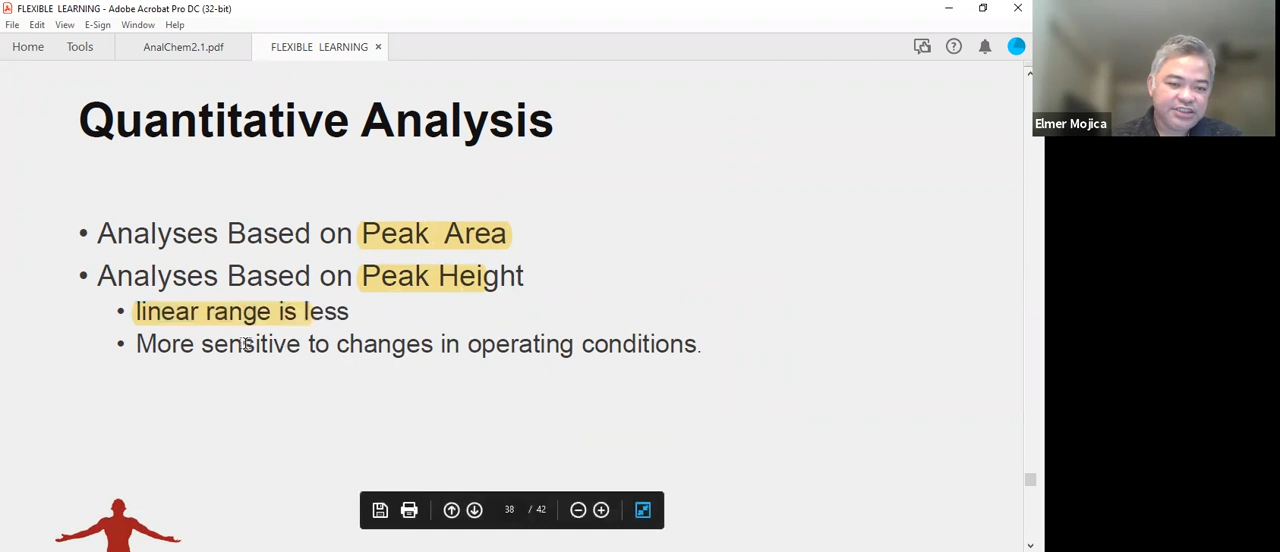 FLEXIBLE LEARNING - Adobe Acrobat Pro DC (32-bit)
File Edit View E-Sign Window Help
Home Tools AnalChem2.1.pdf FLEXIBLE LEARNING ×
Elmer Mojica
Quantitative Analysis
• Analyses Based on Peak Area
• Analyses Based on Peak Height
• linear range is less
• More sensitive to changes in operating conditions.
38 / 42